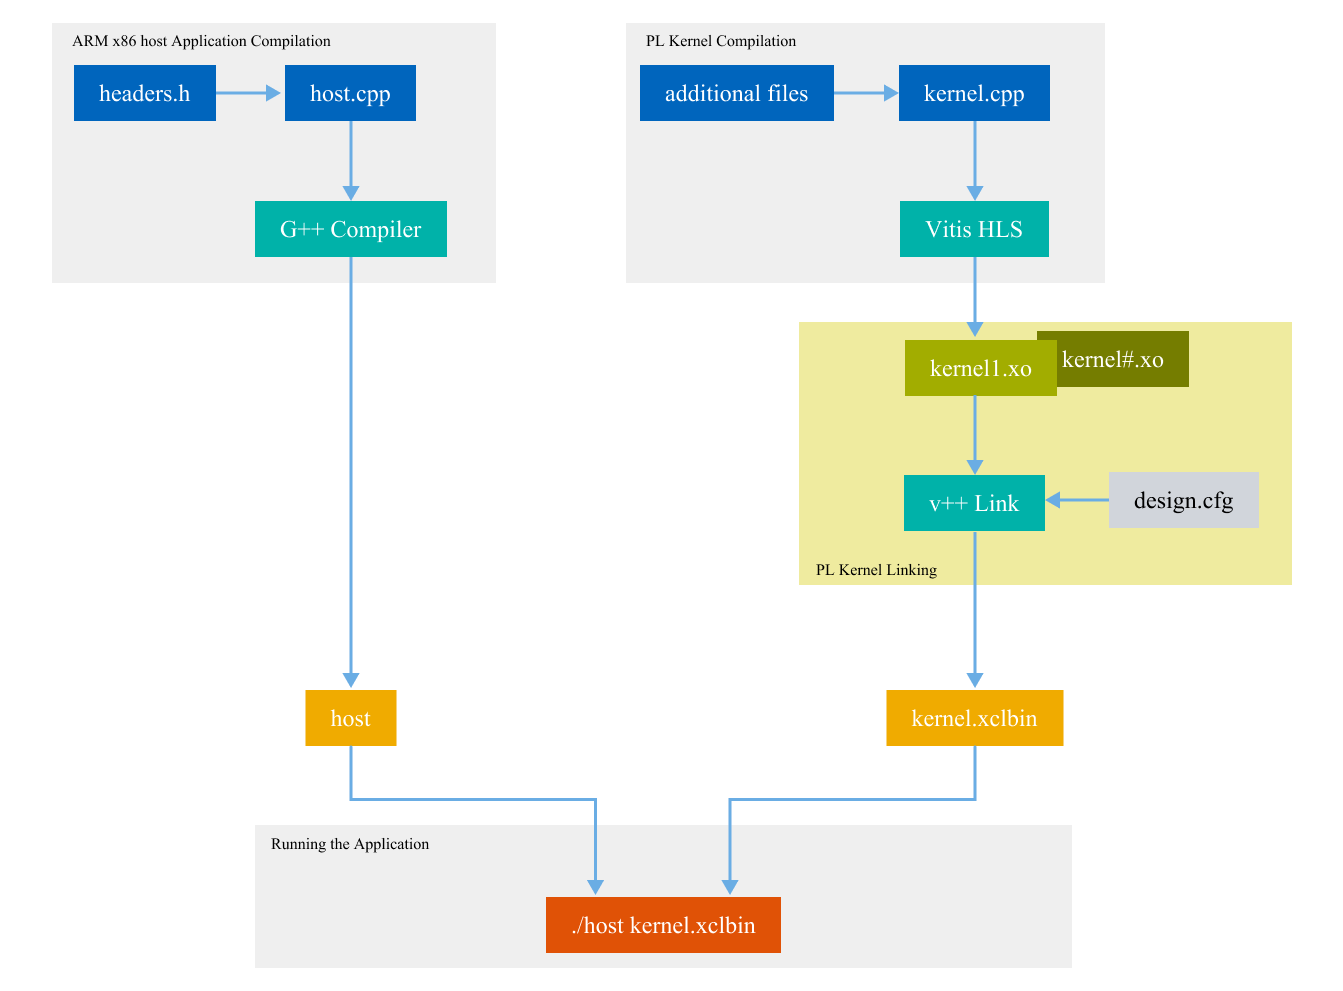 ARM x86 host Application Compilation
headers.h
host.cpp
G++ Compiler
PL Kernel Compilation
additional files
kernel.cpp
Vitis HLS
kernel1.xo
kernel#.xo
v++ Link
design.cfg
PL Kernel Linking
host
kernel.xclbin
Running the Application
./host kernel.xclbin